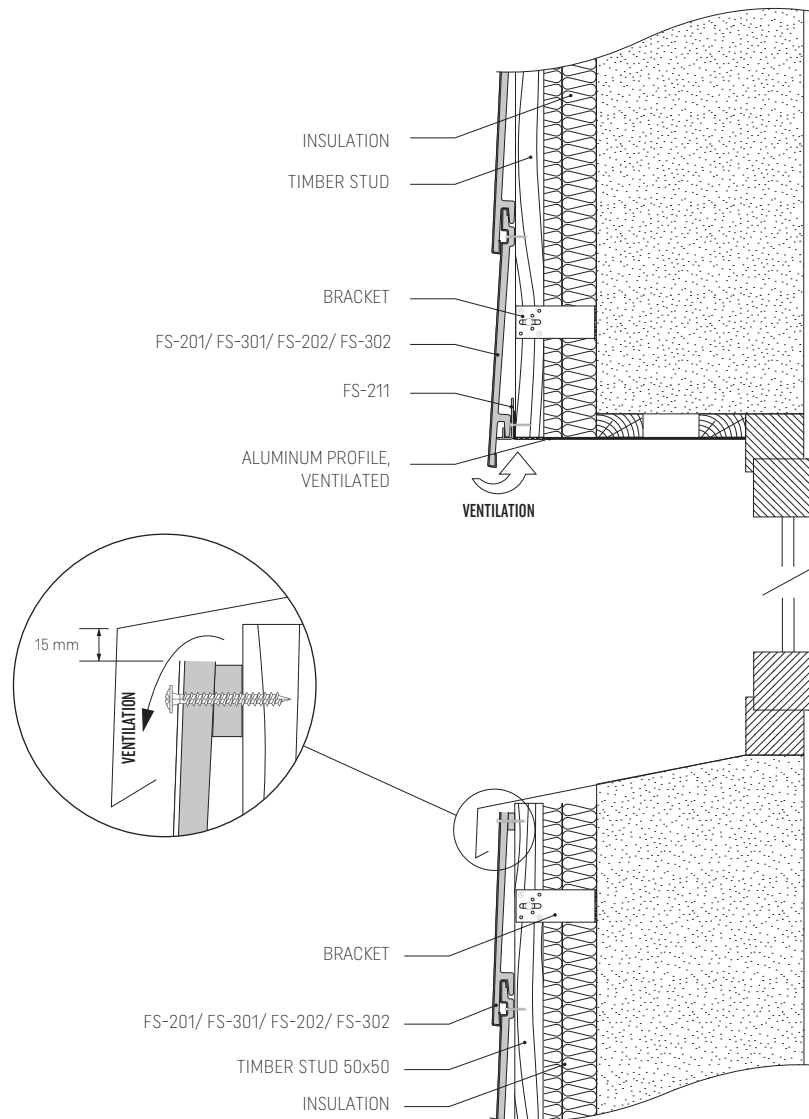 INSULATION
TIMBER STUD
BRACKET
FS-201/ FS-301/ FS-202/ FS-302
FS-211
ALUMINUM PROFILE,
VENTILATED
VENTILATION
15 mm
VENTILATION
BRACKET
FS-201/ FS-301/ FS-202/ FS-302
TIMBER STUD 50x50
INSULATION